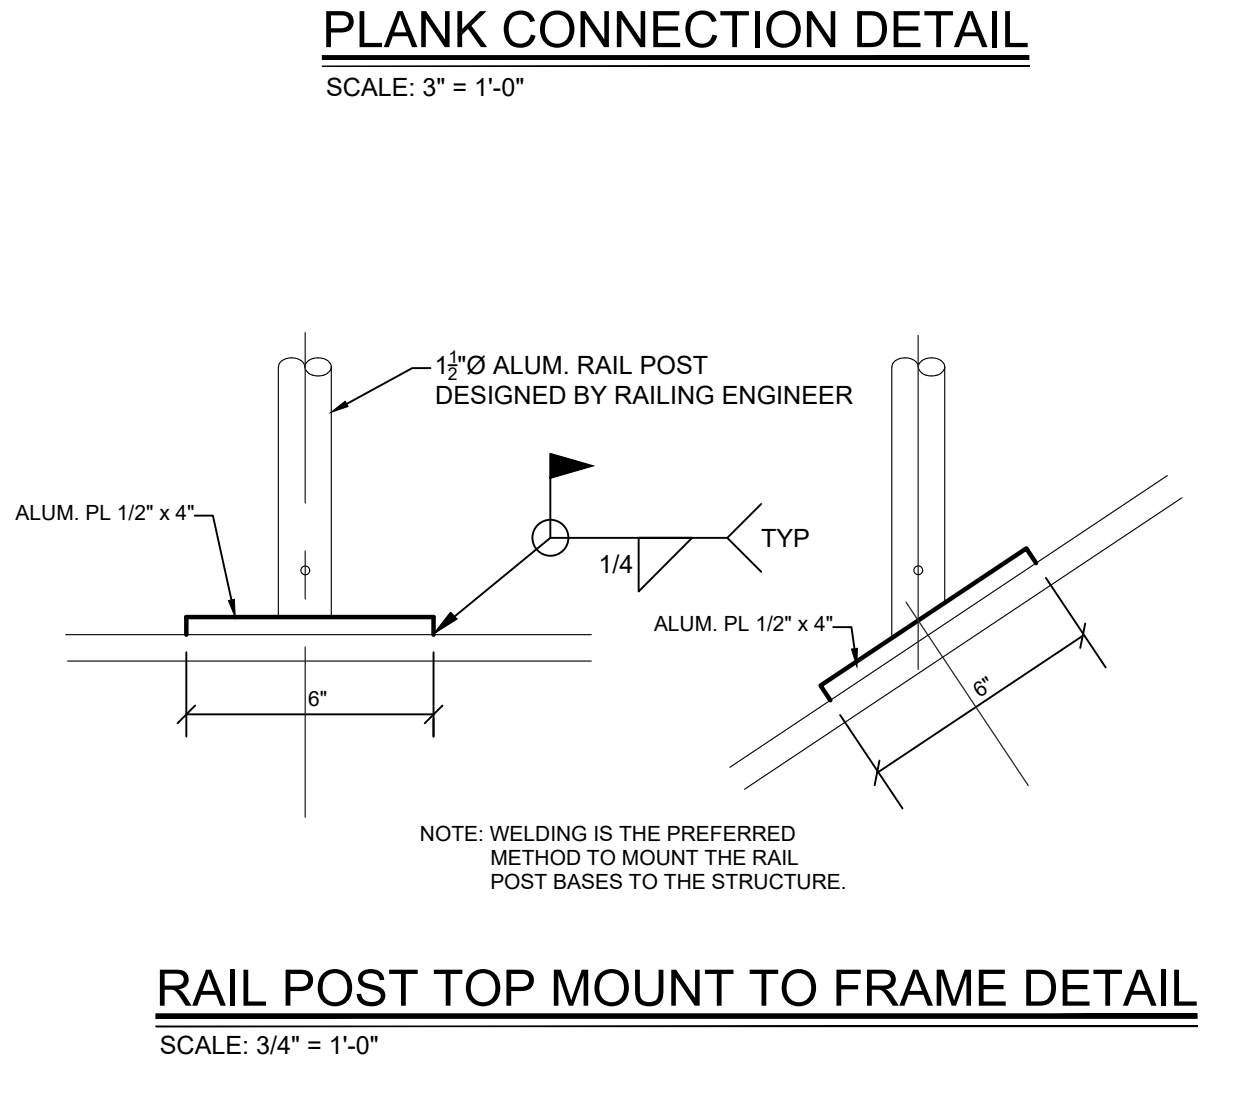 PLANK CONNECTION DETAIL
SCALE: 3" = 1'-0"
1 1/2"Ø ALUM. RAIL POST
DESIGNED BY RAILING ENGINEER
ALUM. PL 1/2" x 4"
TYP
1/4
ALUM. PL 1/2" x 4"
6"
6"
NOTE: WELDING IS THE PREFERRED
METHOD TO MOUNT THE RAIL
POST BASES TO THE STRUCTURE.
RAIL POST TOP MOUNT TO FRAME DETAIL
SCALE: 3/4" = 1'-0"